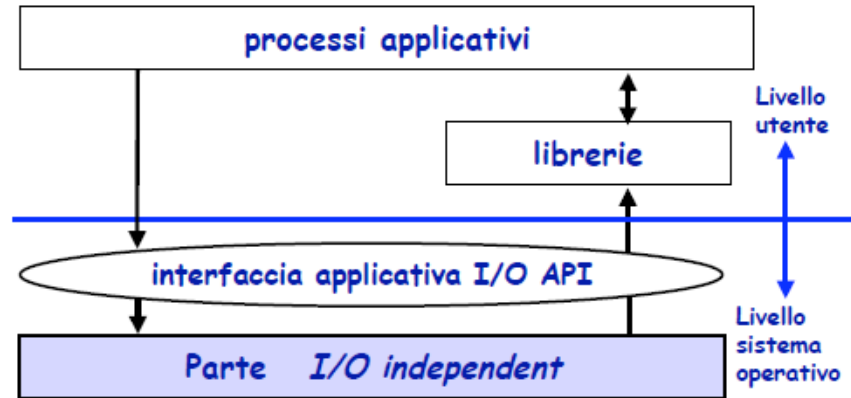 processi applicativi
Livello
utente
librerie
interfaccia applicativa I/O API
Livello
sistema
operativo
Parte I/O independent